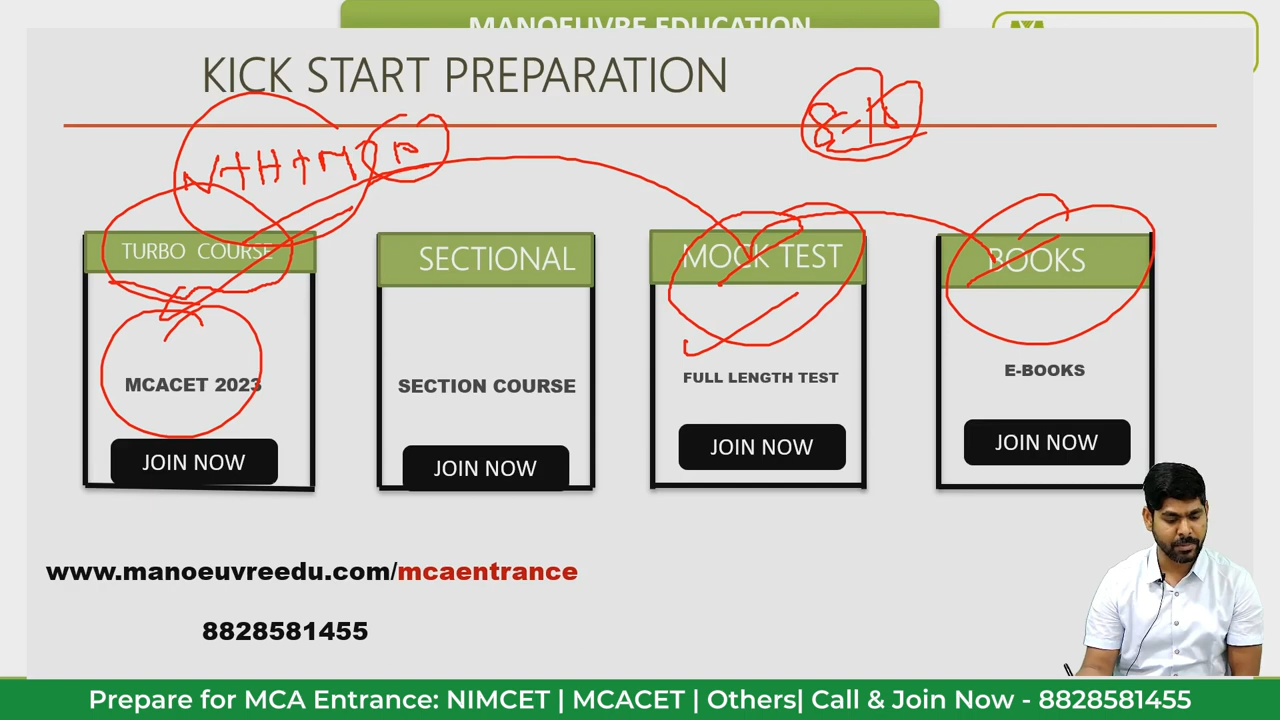 MANOEUVRE EDUCATION
KICK START PREPARATION
N+H+M
TURBO COURSE
SECTIONAL
MOCK TEST
BOOKS
MCACET 2023
SECTION COURSE
FULL LENGTH TEST
E-BOOKS
JOIN NOW
JOIN NOW
JOIN NOW
JOIN NOW
www.manoeuvreedu.com/mcaentrance
8828581455
Prepare for MCA Entrance: NIMCET | MCACET | Others| Call & Join Now - 8828581455